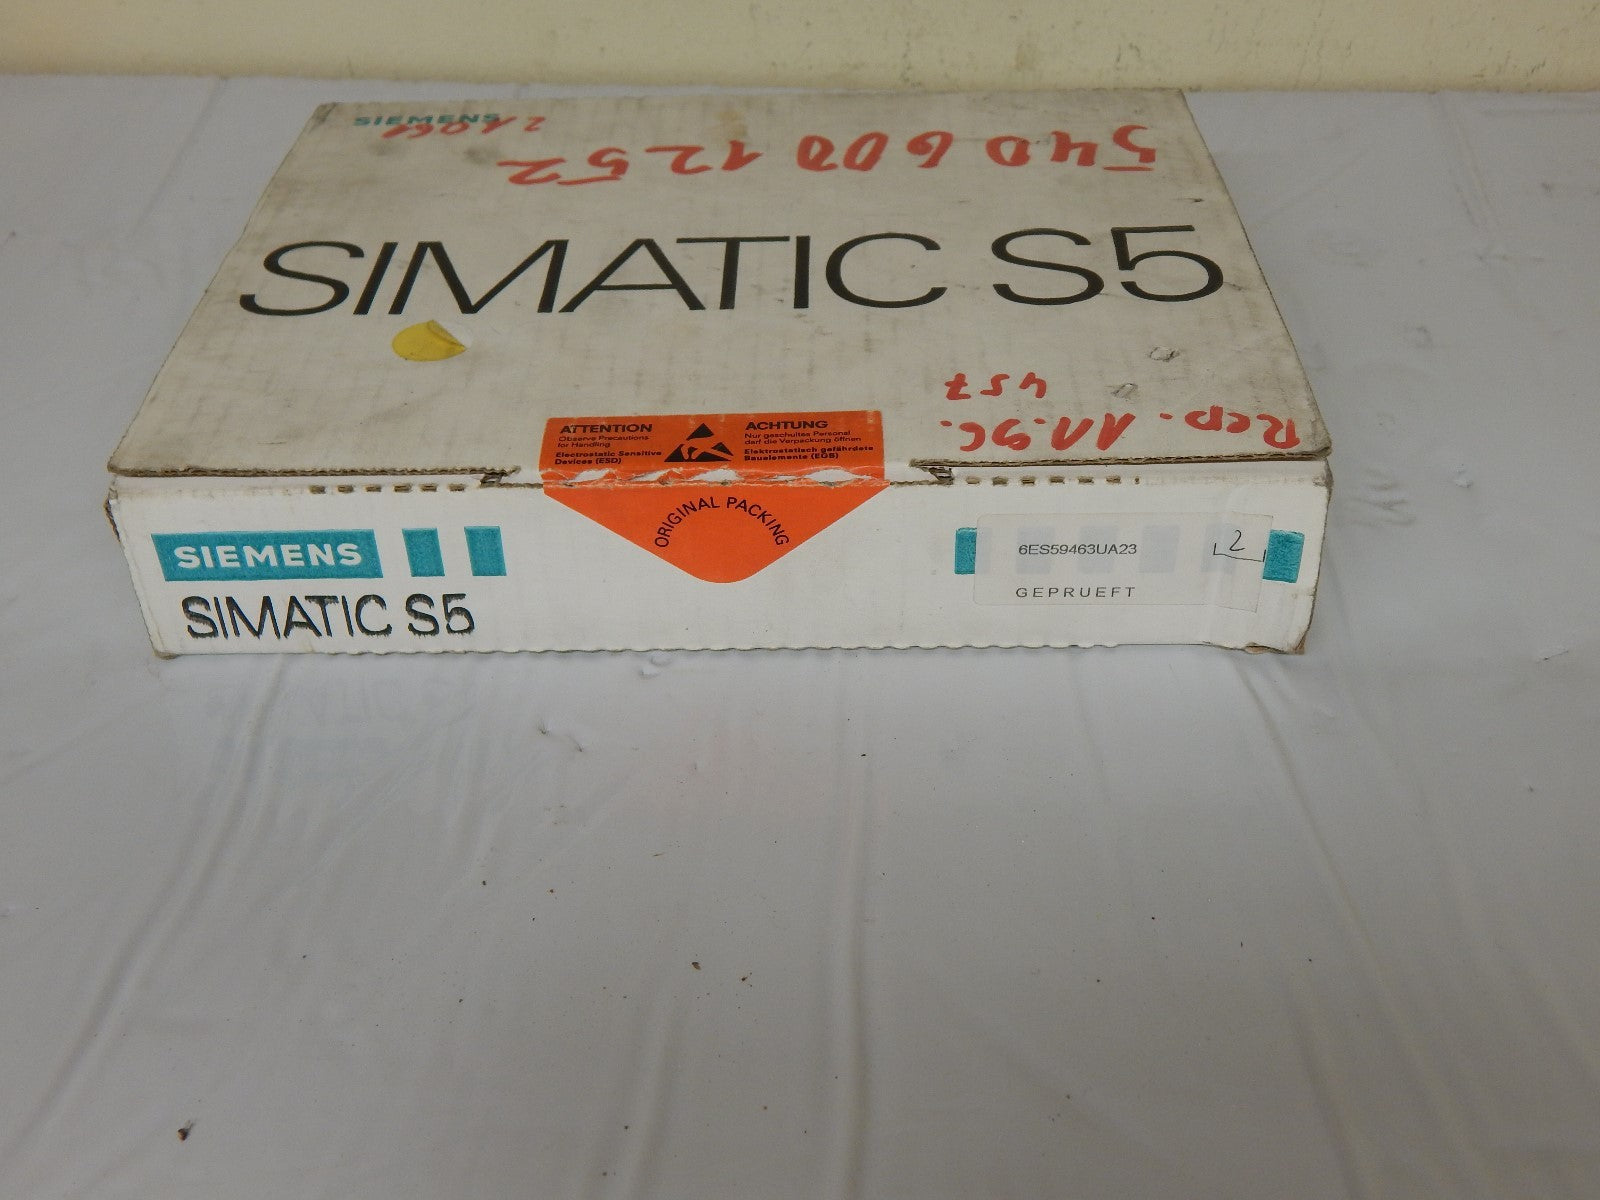 SIEMENS
540 600 1252
SIMATIC S5
457
Rep. 11.96.
ATTENTION
Observe Precautions
for Handling
Electrostatic Sensitive
Devices (ESD)
ACHTUNG
Nur geschultes Personal
darf die Verpackung öffnen
Elektrostatisch gefährdete
Bauelemente (EGB)
ORIGINAL PACKING
SIEMENS
SIMATIC S5
6ES59463UA23
2
GEPRUEFT